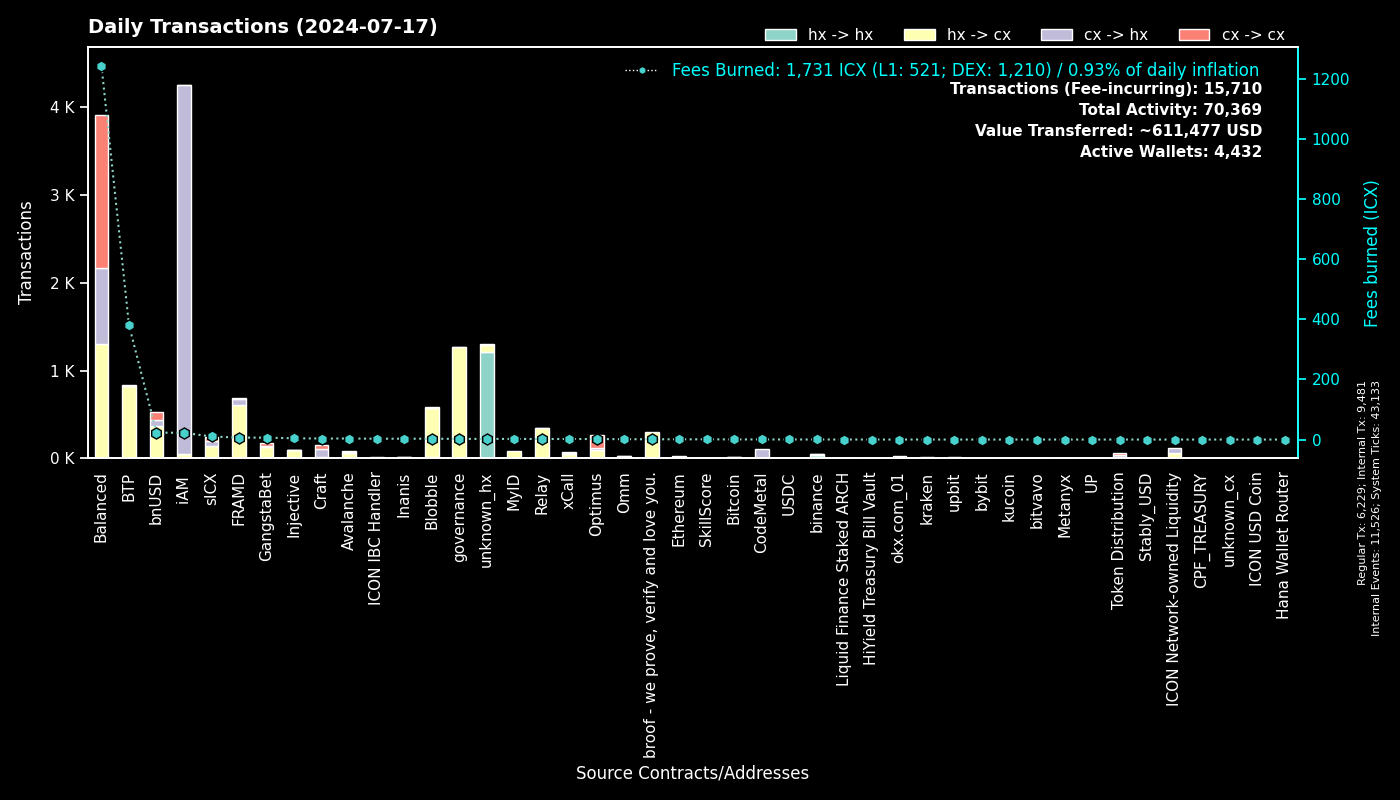 Daily Transactions (2024-07-17)
hx -> hx
hx -> cx
cx -> hx
cx -> cx
Fees Burned: 1,731 ICX (L1: 521; DEX: 1,210) / 0.93% of daily inflation
Transactions (Fee-incurring): 15,710
Total Activity: 70,369
Value Transferred: ~611,477 USD
Active Wallets: 4,432
Transactions
4 K
3 K
2 K
1 K
0 K
1200
1000
800
600
400
200
0
Fees burned (ICX)
Regular Tx: 6,229; Internal Tx: 9,481
Internal Events: 11,526; System Ticks: 43,133
Balanced
BTP
bnUSD
iAM
sICX
FRAMD
GangstaBet
Injective
Craft
Avalanche
ICON IBC Handler
Inanis
Blobble
governance
unknown_hx
MyID
Relay
xCall
Optimus
Omm
broof - we prove, verify and love you.
Ethereum
SkillScore
Bitcoin
CodeMetal
USDC
binance
Liquid Finance Staked ARCH
HiYield Treasury Bill Vault
okx.com_01
kraken
upbit
bybit
kucoin
bitvavo
Metanyx
UP
Token Distribution
Stably_USD
ICON Network-owned Liquidity
CPF_TREASURY
unknown_cx
ICON USD Coin
Hana Wallet Router
Source Contracts/Addresses